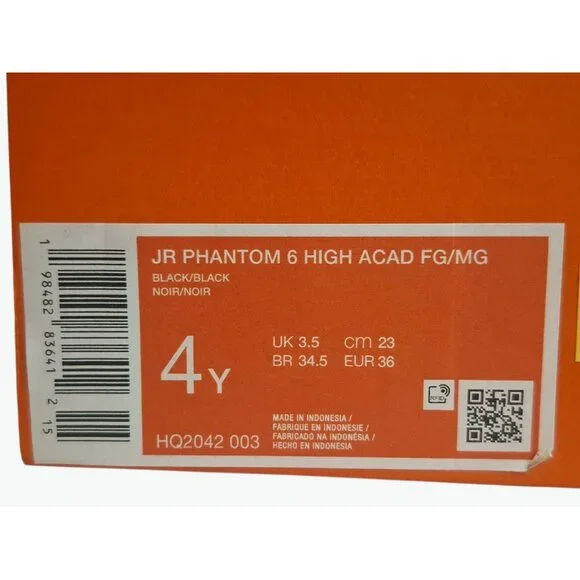 JR PHANTOM 6 HIGH ACAD FG/MG
BLACK/BLACK
NOIR/NOIR
4Y
UK 3.5 cm 23
BR 34.5 EUR 36
MADE IN INDONESIA /
FABRIQUE EN INDONESIE /
FABRICADO NA INDONÉSIA /
HECHO EN INDONESIA
HQ2042 003
1 98482 83641 2 15